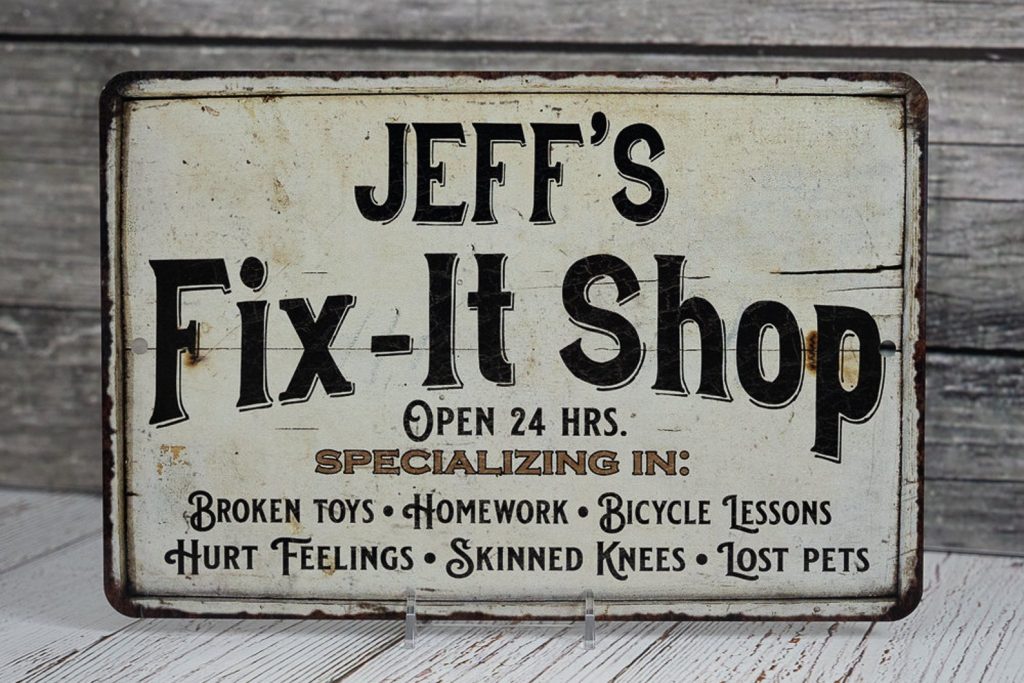 JEFF'S
Fix-It Shop
OPEN 24 HRS.
SPECIALIZING IN:
BROKEN TOYS • HOMEWORK • BICYCLE LESSONS
HURT FEELINGS • SKINNED KNEES • LOST PETS